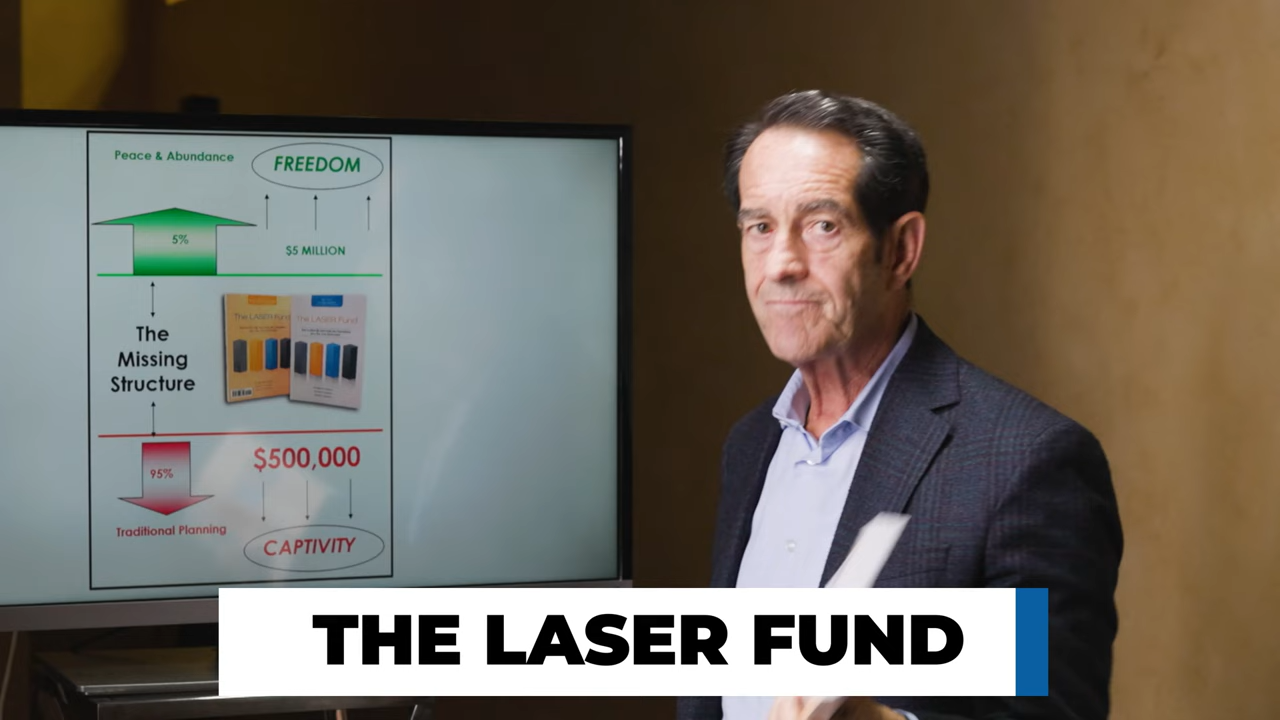 Peace & Abundance
FREEDOM
5%
$5 MILLION
The
Missing
Structure
The LASER Fund
The LASER Fund
95%
$500,000
Traditional Planning
CAPTIVITY
THE LASER FUND